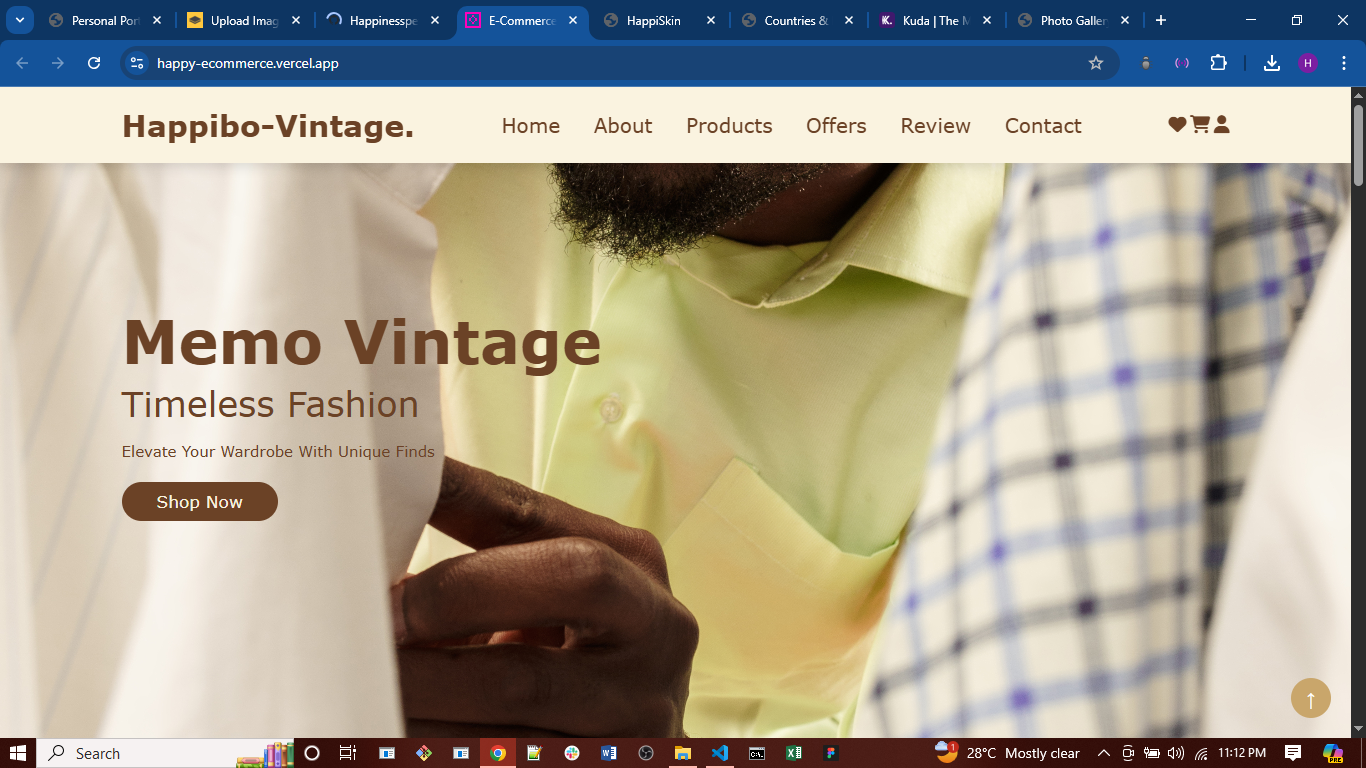 Personal Por
Upload Imag
Happinesspe
E-Commerce
HappiSkin
Countries &
Kuda | The M
Photo Galler
happy-ecommerce.vercel.app
H
Happibo-Vintage.
Home About Products Offers Review Contact
Memo Vintage
Timeless Fashion
Elevate Your Wardrobe With Unique Finds
Shop Now
↑
Search
1
28°C Mostly clear
11:12 PM
PRE